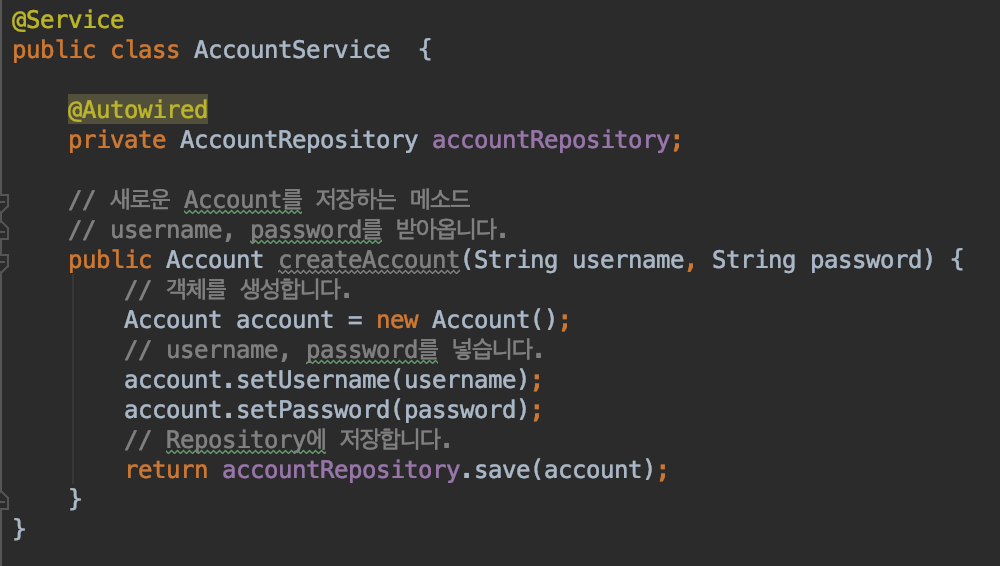 @Service
public class AccountService  {
@Autowired
private AccountRepository accountRepository;
// 새로운 Account를 저장하는 메소드
// username, password를 받아옵니다.
public Account createAccount(String username, String password) {
// 객체를 생성합니다.
Account account = new Account();
// username, password를 넣습니다.
account.setUsername(username);
account.setPassword(password);
// Repository에 저장합니다.
return accountRepository.save(account);
}
}